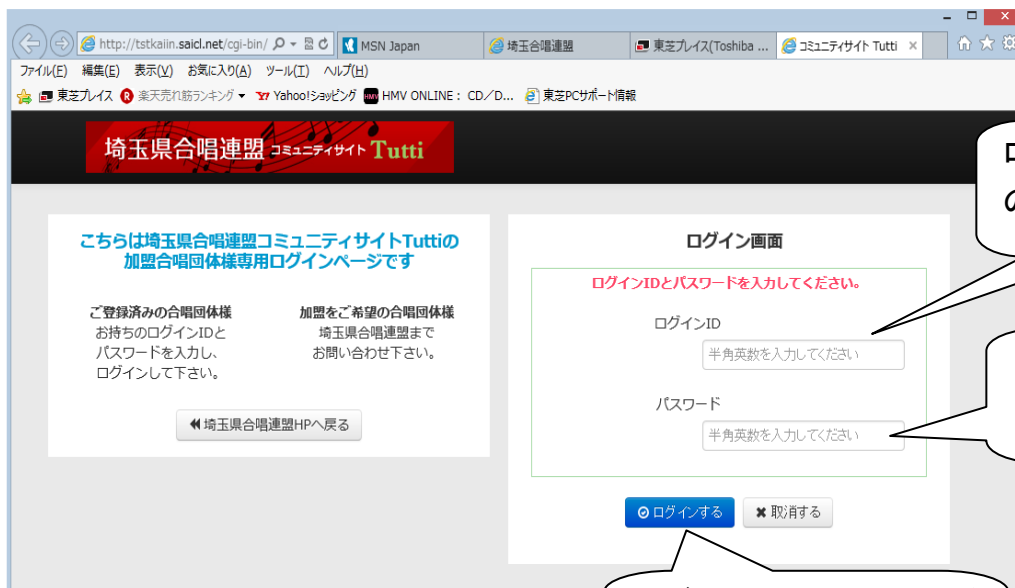 http://tstkaiin.saicl.net/cgi-bin/
MSN Japan
埼玉合唱連盟
東芝プレイス(Toshiba ...
コミュニティサイト Tutti
ファイル(F) 編集(E) 表示(V) お気に入り(A) ツール(T) ヘルプ(H)
東芝プレイス 楽天売れ筋ランキング Yahoo!ショッピング HMV ONLINE : CD/D... 東芝PCサポート情報
埼玉県合唱連盟 コミュニティサイト Tutti
こちらは埼玉県合唱連盟コミュニティサイトTuttiの
加盟合唱団体様専用ログインページです
ご登録済みの合唱団体様
お持ちのログインIDと
パスワードを入力し、
ログインして下さい。
加盟をご希望の合唱団体様
埼玉県合唱連盟まで
お問い合わせ下さい。
埼玉県合唱連盟HPへ戻る
ログイン画面
ログインIDとパスワードを入力してください。
ログインID
半角英数を入力してください
パスワード
半角英数を入力してください
ログインする
取消する